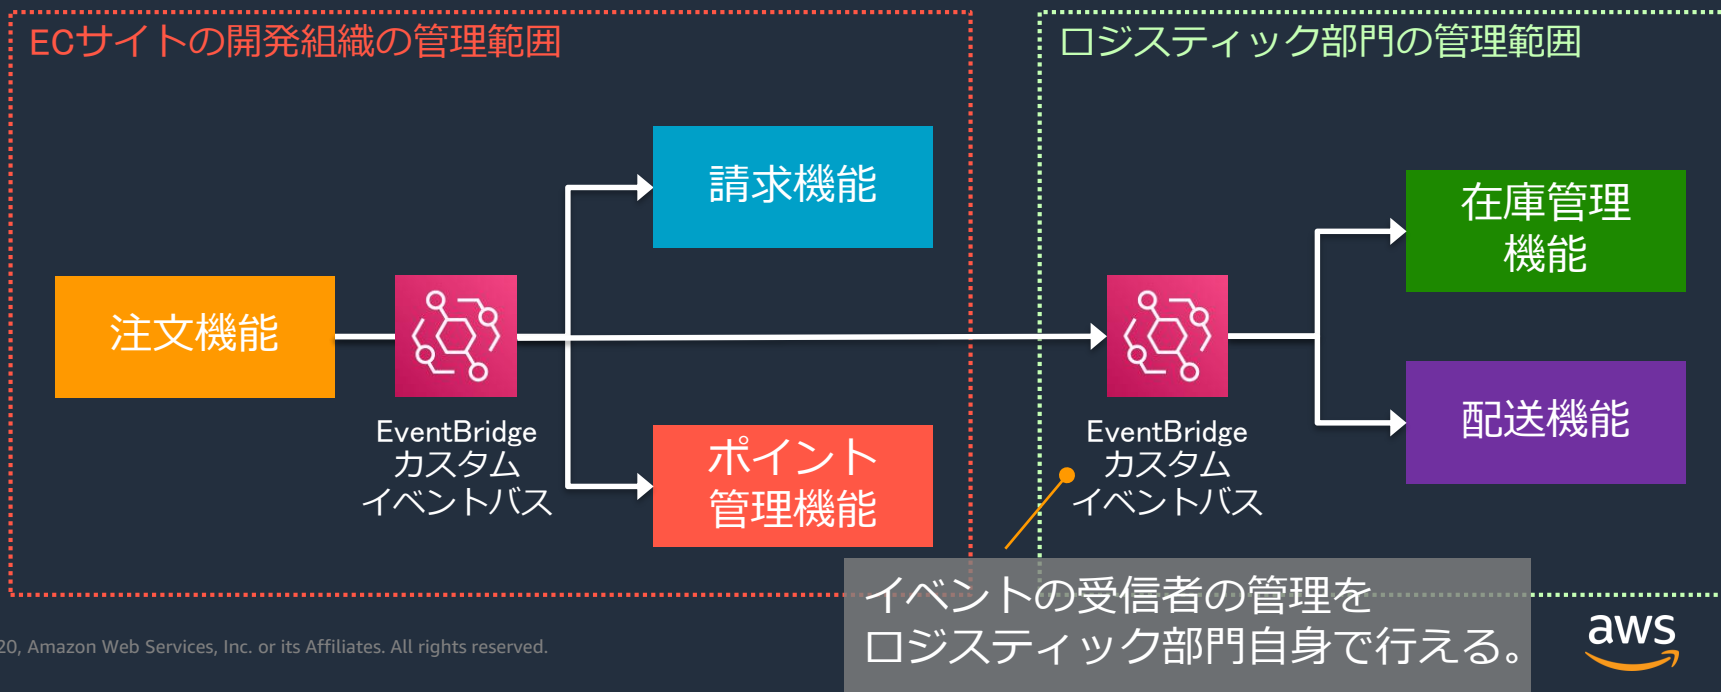 ECサイトの開発組織の管理範囲
ロジスティック部門の管理範囲
請求機能
在庫管理
機能
注文機能
EventBridge
カスタム
イベントバス
ポイント
管理機能
EventBridge
カスタム
イベントバス
配送機能
イベントの受信者の管理を
ロジスティック部門自身で行える。
20, Amazon Web Services, Inc. or its Affiliates. All rights reserved.
aws